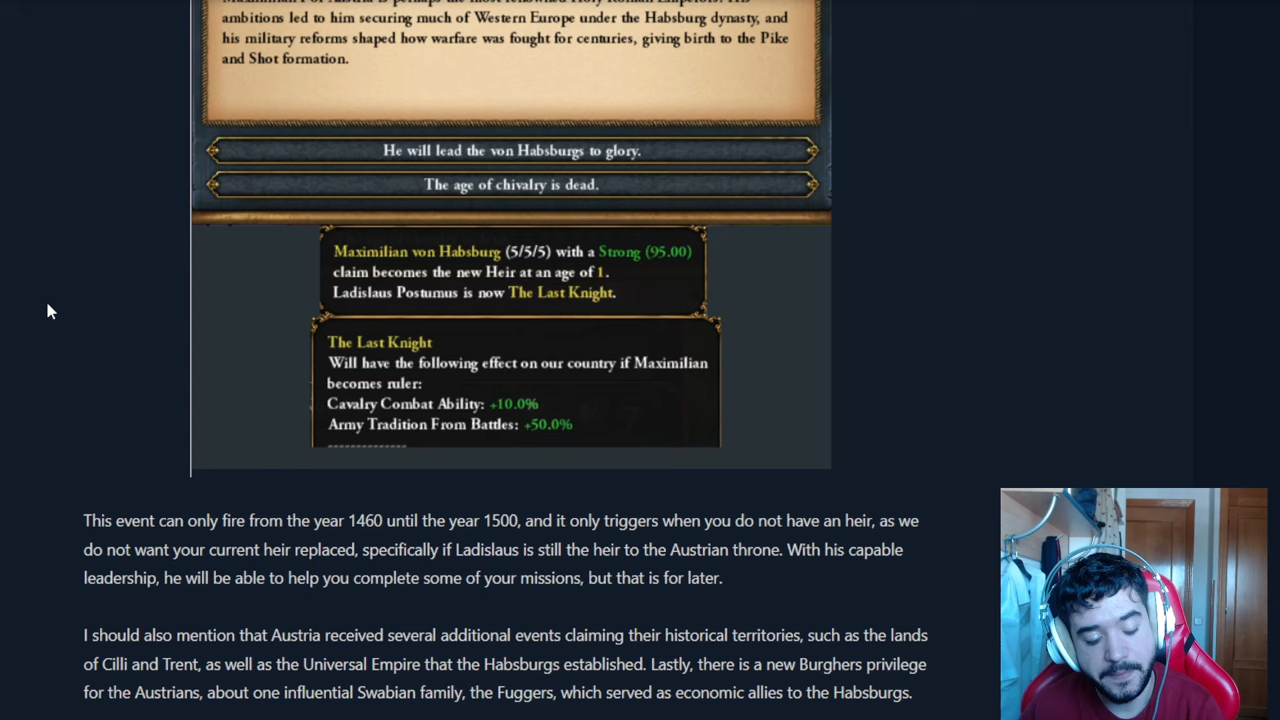 ambitions led to him securing much of Western Europe under the Habsburg dynasty, and
his military reforms shaped how warfare was fought for centuries, giving birth to the Pike
and Shot formation.
He will lead the von Habsburgs to glory.
The age of chivalry is dead.
Maximilian von Habsburg (5/5/5) with a Strong (95.00)
claim becomes the new Heir at an age of 1.
Ladislaus Postumus is now The Last Knight.
The Last Knight
Will have the following effect on our country if Maximilian
becomes ruler:
Cavalry Combat Ability: +10.0%
Army Tradition From Battles: +50.0%
This event can only fire from the year 1460 until the year 1500, and it only triggers when you do not have an heir, as we
do not want your current heir replaced, specifically if Ladislaus is still the heir to the Austrian throne. With his capable
leadership, he will be able to help you complete some of your missions, but that is for later.
I should also mention that Austria received several additional events claiming their historical territories, such as the lands
of Cilli and Trent, as well as the Universal Empire that the Habsburgs established. Lastly, there is a new Burghers privilege
for the Austrians, about one influential Swabian family, the Fuggers, which served as economic allies to the Habsburgs.